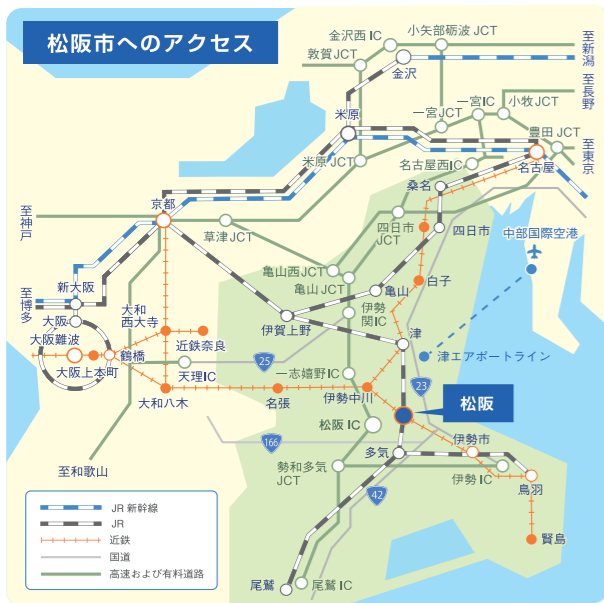 松阪市へのアクセス
金沢西IC
小矢部砺波JCT
敦賀JCT
金沢
至新潟
至長野
一宮IC
小牧JCT
米原
一宮JCT
豊田JCT
至東京
米原JCT
名古屋西IC
名古屋
桑名
京都
至神戸
草津JCT
四日市
JCT
四日市
中部国際空港
亀山西JCT
白子
新大阪
亀山JCT
亀山
至博多
大阪
大和
西大寺
伊勢
関IC
大阪難波
鶴橋
近鉄奈良
伊賀上野
津
津エアポートライン
大阪上本町
天理IC
25
一志嬉野IC
23
大和八木
名張
伊勢中川
松阪
松阪IC
166
多気
伊勢市
至和歌山
勢和多気
JCT
伊勢IC
鳥羽
42
JR新幹線
JR
近鉄
国道
高速および有料道路
賢島
尾鷲
尾鷲IC